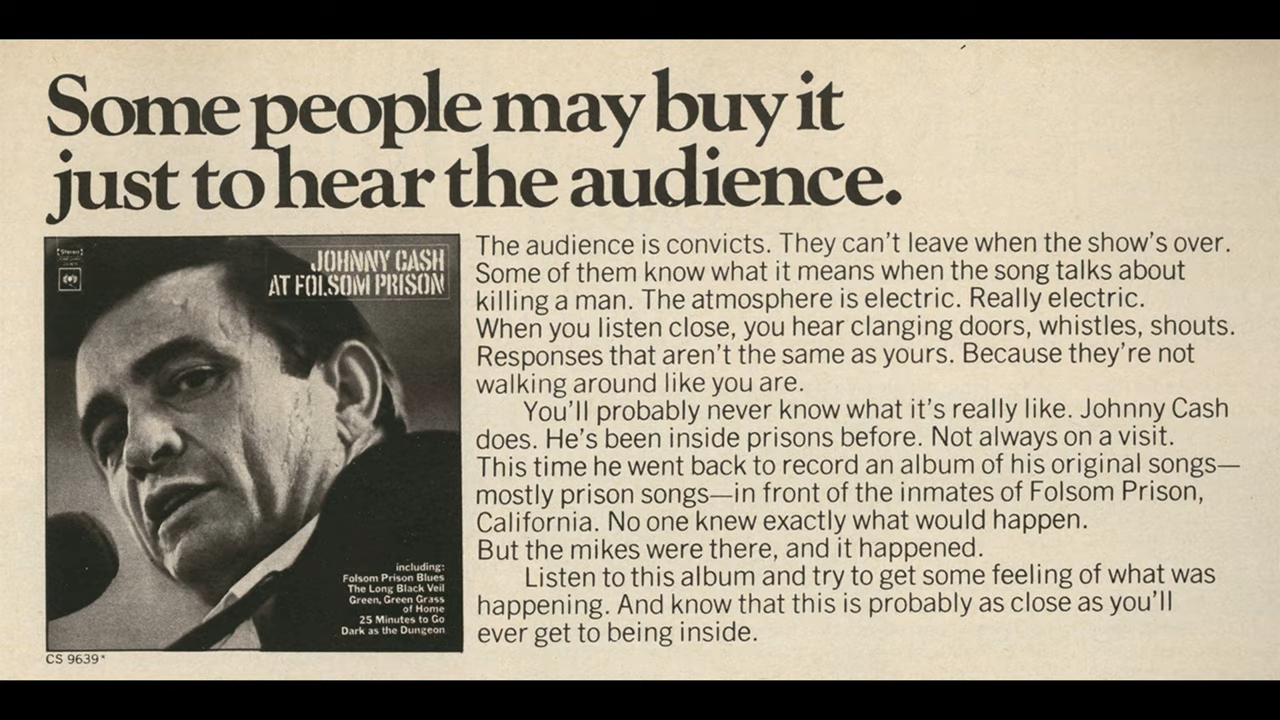 Some people may buy it
just to hear the audience.
[Stereo]
JOHNNY CASH
AT FOLSOM PRISON
including:
Folsom Prison Blues
The Long Black Veil
Green, Green Grass
of Home
25 Minutes to Go
Dark as the Dungeon
CS 9639*
The audience is convicts. They can't leave when the show's over.
Some of them know what it means when the song talks about
killing a man. The atmosphere is electric. Really electric.
When you listen close, you hear clanging doors, whistles, shouts.
Responses that aren't the same as yours. Because they're not
walking around like you are.
You'll probably never know what it's really like. Johnny Cash
does. He's been inside prisons before. Not always on a visit.
This time he went back to record an album of his original songs—
mostly prison songs—in front of the inmates of Folsom Prison,
California. No one knew exactly what would happen.
But the mikes were there, and it happened.
Listen to this album and try to get some feeling of what was
happening. And know that this is probably as close as you'll
ever get to being inside.